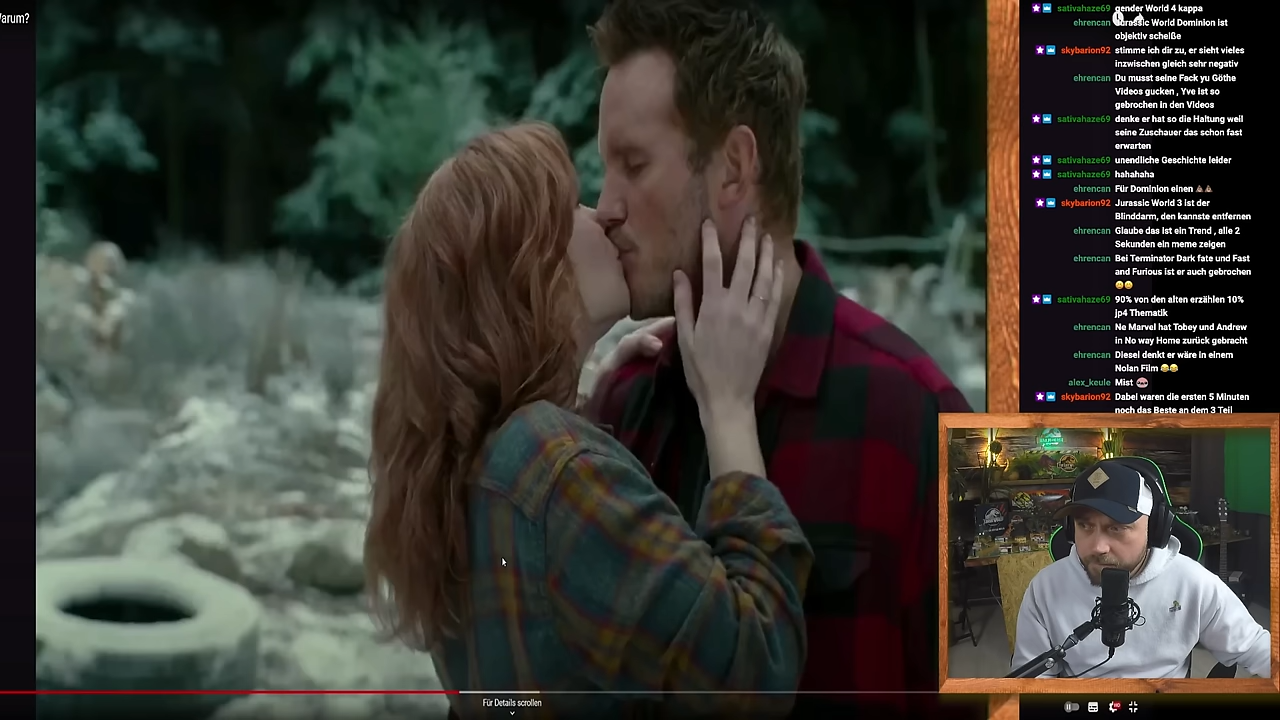 Warum?
sativahaze69 gender World 4 kappa
ehrencan Jurassic World Dominion ist
objektiv scheiße
skybarion92 stimme ich dir zu, er sieht vieles
inzwischen gleich sehr negativ
ehrencan Du musst seine Fack yu Göthe
Videos gucken , Yve ist so
gebrochen in den Videos
sativahaze69 denke er hat so die Haltung weil
seine Zuschauer das schon fast
erwarten
sativahaze69 unendliche Geschichte leider
sativahaze69 hahahaha
ehrencan Für Dominion einen 💩💩
skybarion92 Jurassic World 3 ist der
Blinddarm, den kannste entfernen
ehrencan Glaube das ist ein Trend , alle 2
Sekunden ein meme zeigen
ehrencan Bei Terminator Dark fate und Fast
and Furious ist er auch gebrochen
😅😅
sativahaze69 90% von den alten erzählen 10%
jp4 Thematik
ehrencan Ne Marvel hat Tobey und Andrew
in No way Home zurück gebracht
ehrencan Diesel denkt er wäre in einem
Nolan Film 😂😂
alex_keule Mist
skybarion92 Dabei waren die ersten 5 Minuten
noch das Beste an dem 3 Teil
Für Details scrollen